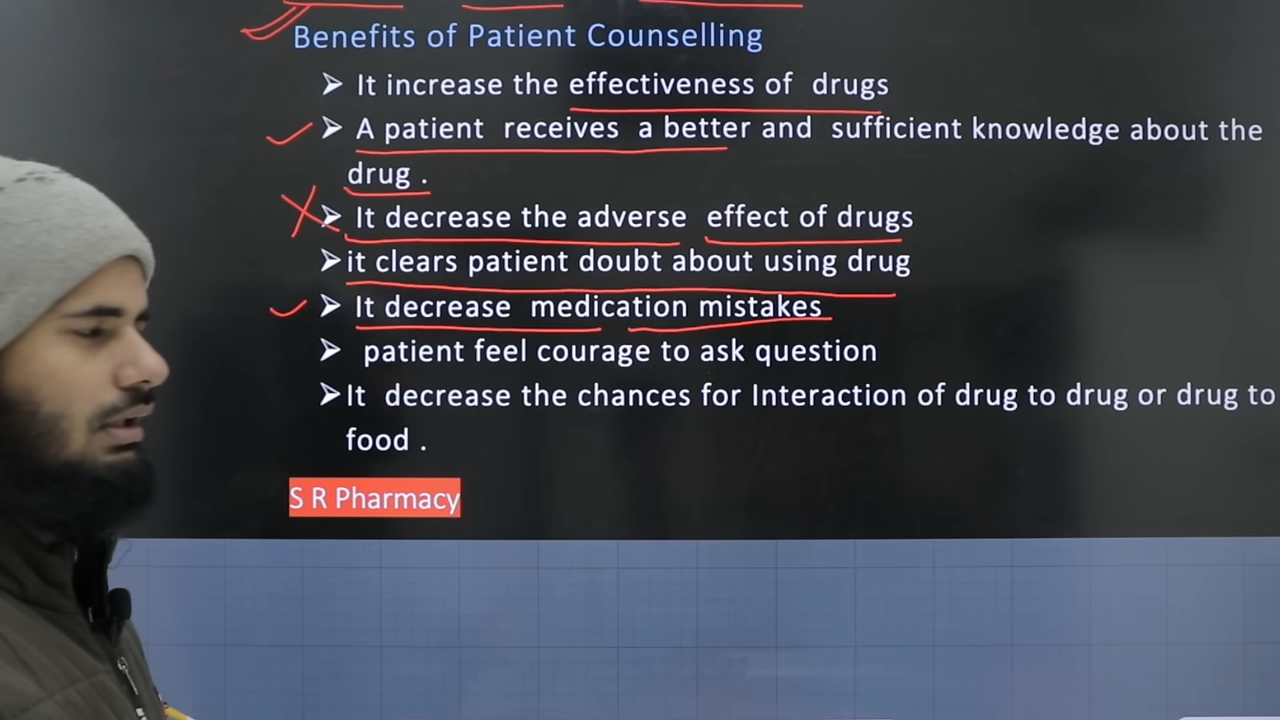 Benefits of Patient Counselling
➤ It increase the effectiveness of drugs
➤ A patient receives a better and sufficient knowledge about the
drug .
➤ It decrease the adverse effect of drugs
➤it clears patient doubt about using drug
➤ It decrease medication mistakes
➤ patient feel courage to ask question
➤It decrease the chances for Interaction of drug to drug or drug to
food .
S R Pharmacy